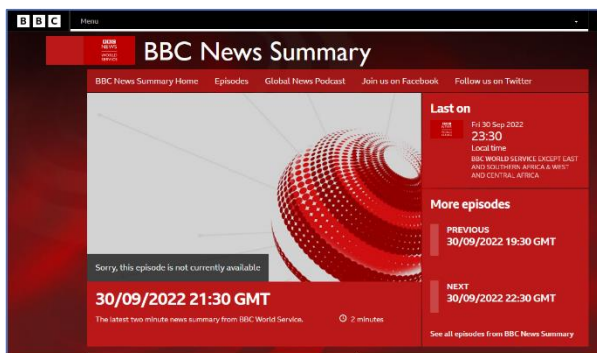 BBC
Menu
BBC
NEWS
WORLD
SERVICE
BBC News Summary
BBC News Summary Home Episodes Global News Podcast Join us on Facebook Follow us on Twitter
Sorry, this episode is not currently available
30/09/2022 21:30 GMT
The latest two minute news summary from BBC World Service.
2 minutes
Last on
Fri 30 Sep 2022
23:30
Local time
BBC WORLD SERVICE EXCEPT EAST
AND SOUTHERN AFRICA & WEST
AND CENTRAL AFRICA
More episodes
PREVIOUS
30/09/2022 19:30 GMT
NEXT
30/09/2022 22:30 GMT
See all episodes from BBC News Summary